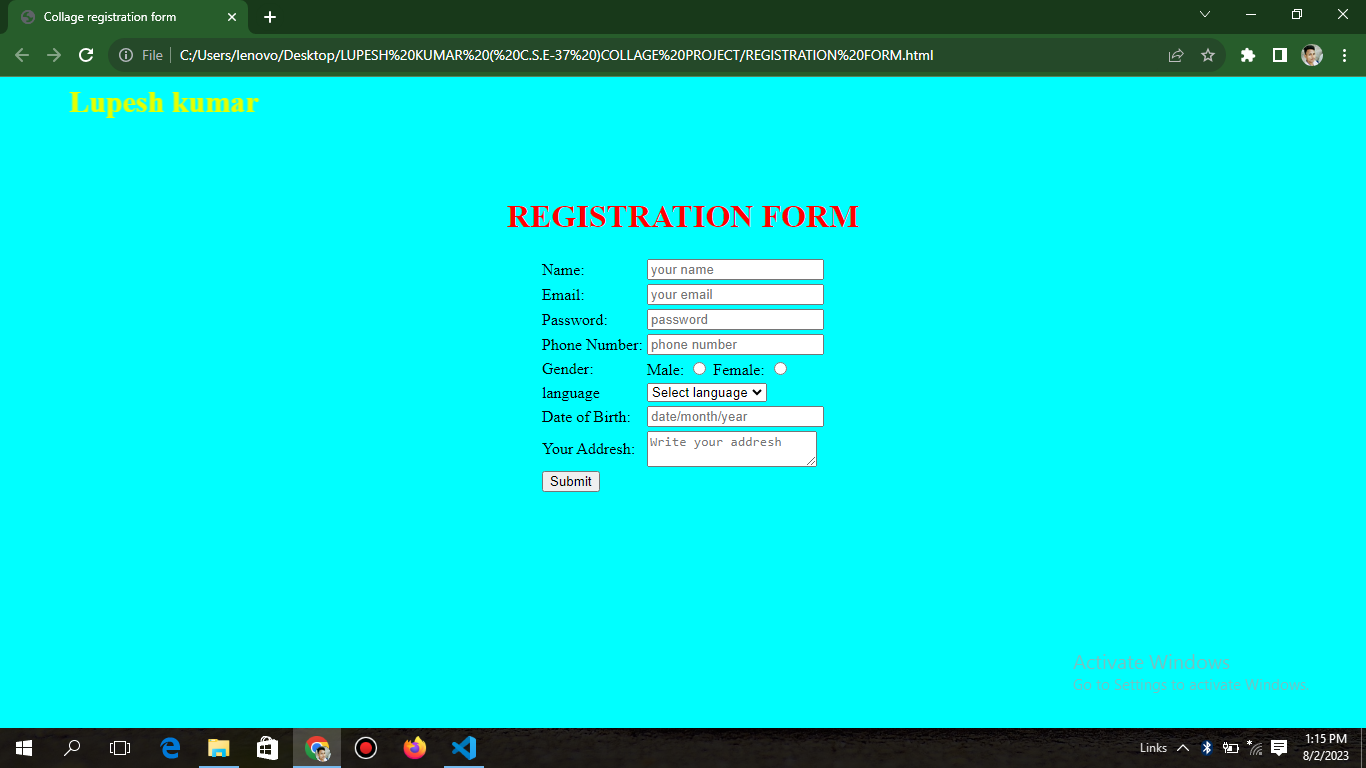 Collage registration form
File
C:/Users/lenovo/Desktop/LUPESH%20KUMAR%20(%20C.S.E-37%20)COLLAGE%20PROJECT/REGISTRATION%20FORM.html
Lupesh kumar
REGISTRATION FORM
Name: your name
Email: your email
Password: password
Phone Number: phone number
Gender: Male: Female:
language Select language
Date of Birth: date/month/year
Your Addresh: Write your addresh
Submit
Activate Windows
Go to Settings to activate Windows.
Links
1:15 PM
8/2/2023